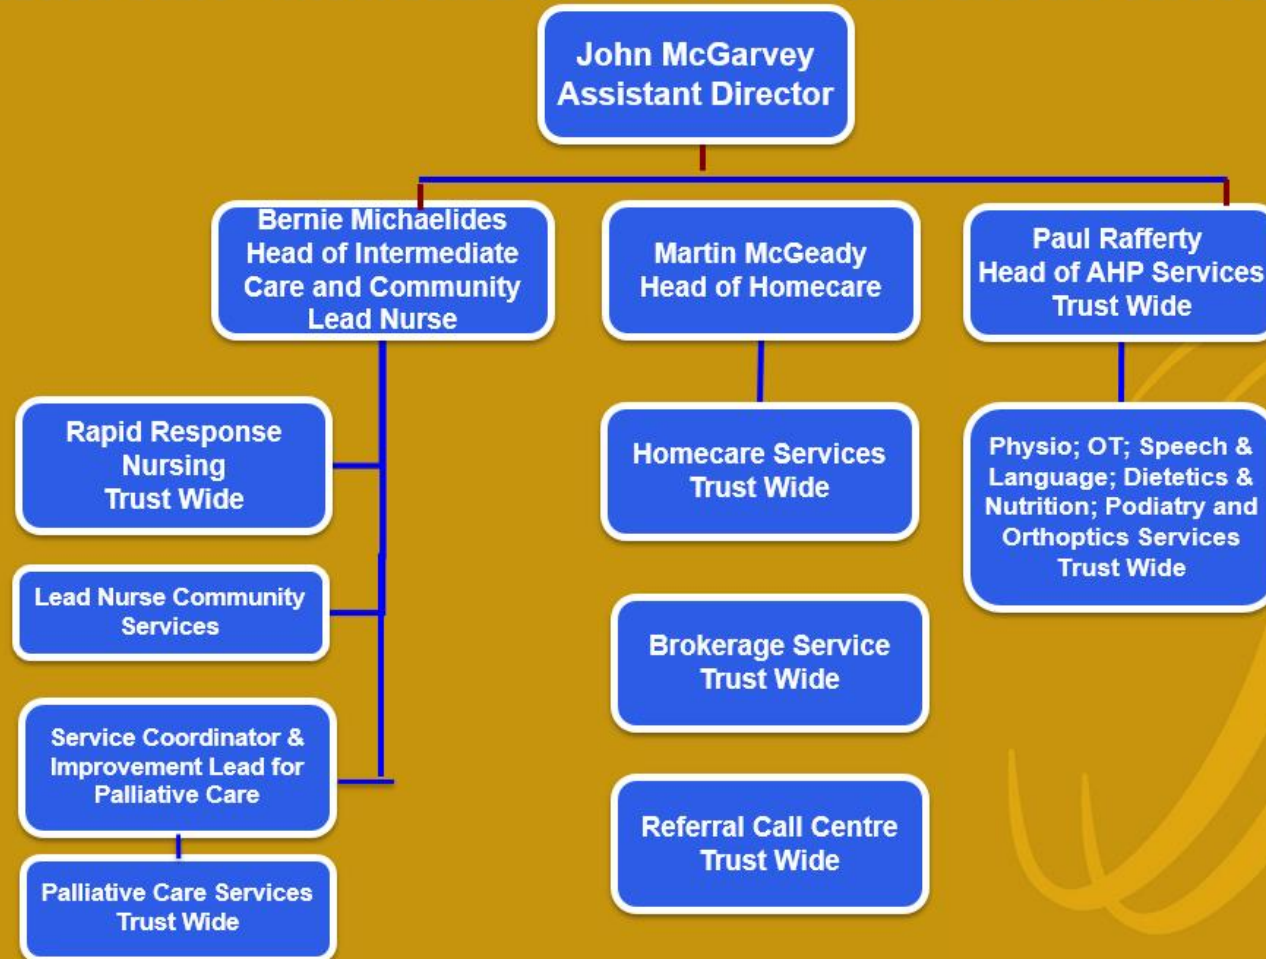 John McGarvey
Assistant Director
Bernie Michaelides
Head of Intermediate
Care and Community
Lead Nurse
Martin McGeady
Head of Homecare
Paul Rafferty
Head of AHP Services
Trust Wide
Rapid Response
Nursing
Trust Wide
Lead Nurse Community
Services
Service Coordinator &
Improvement Lead for
Palliative Care
Palliative Care Services
Trust Wide
Homecare Services
Trust Wide
Brokerage Service
Trust Wide
Referral Call Centre
Trust Wide
Physio; OT; Speech &
Language; Dietetics &
Nutrition; Podiatry and
Orthoptics Services
Trust Wide